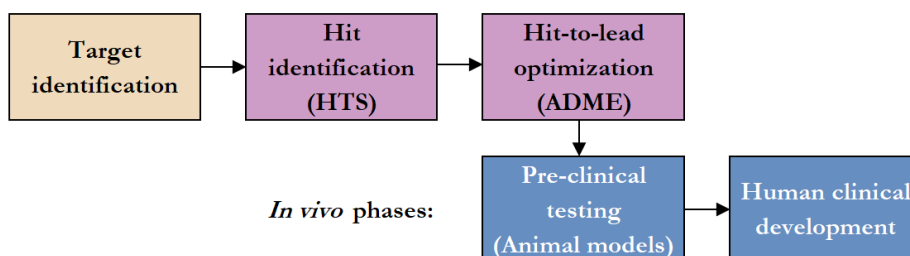 Target
identification
Hit
identification
(HTS)
Hit-to-lead
optimization
(ADME)
In vivo phases:
Pre-clinical
testing
(Animal models)
Human clinical
development